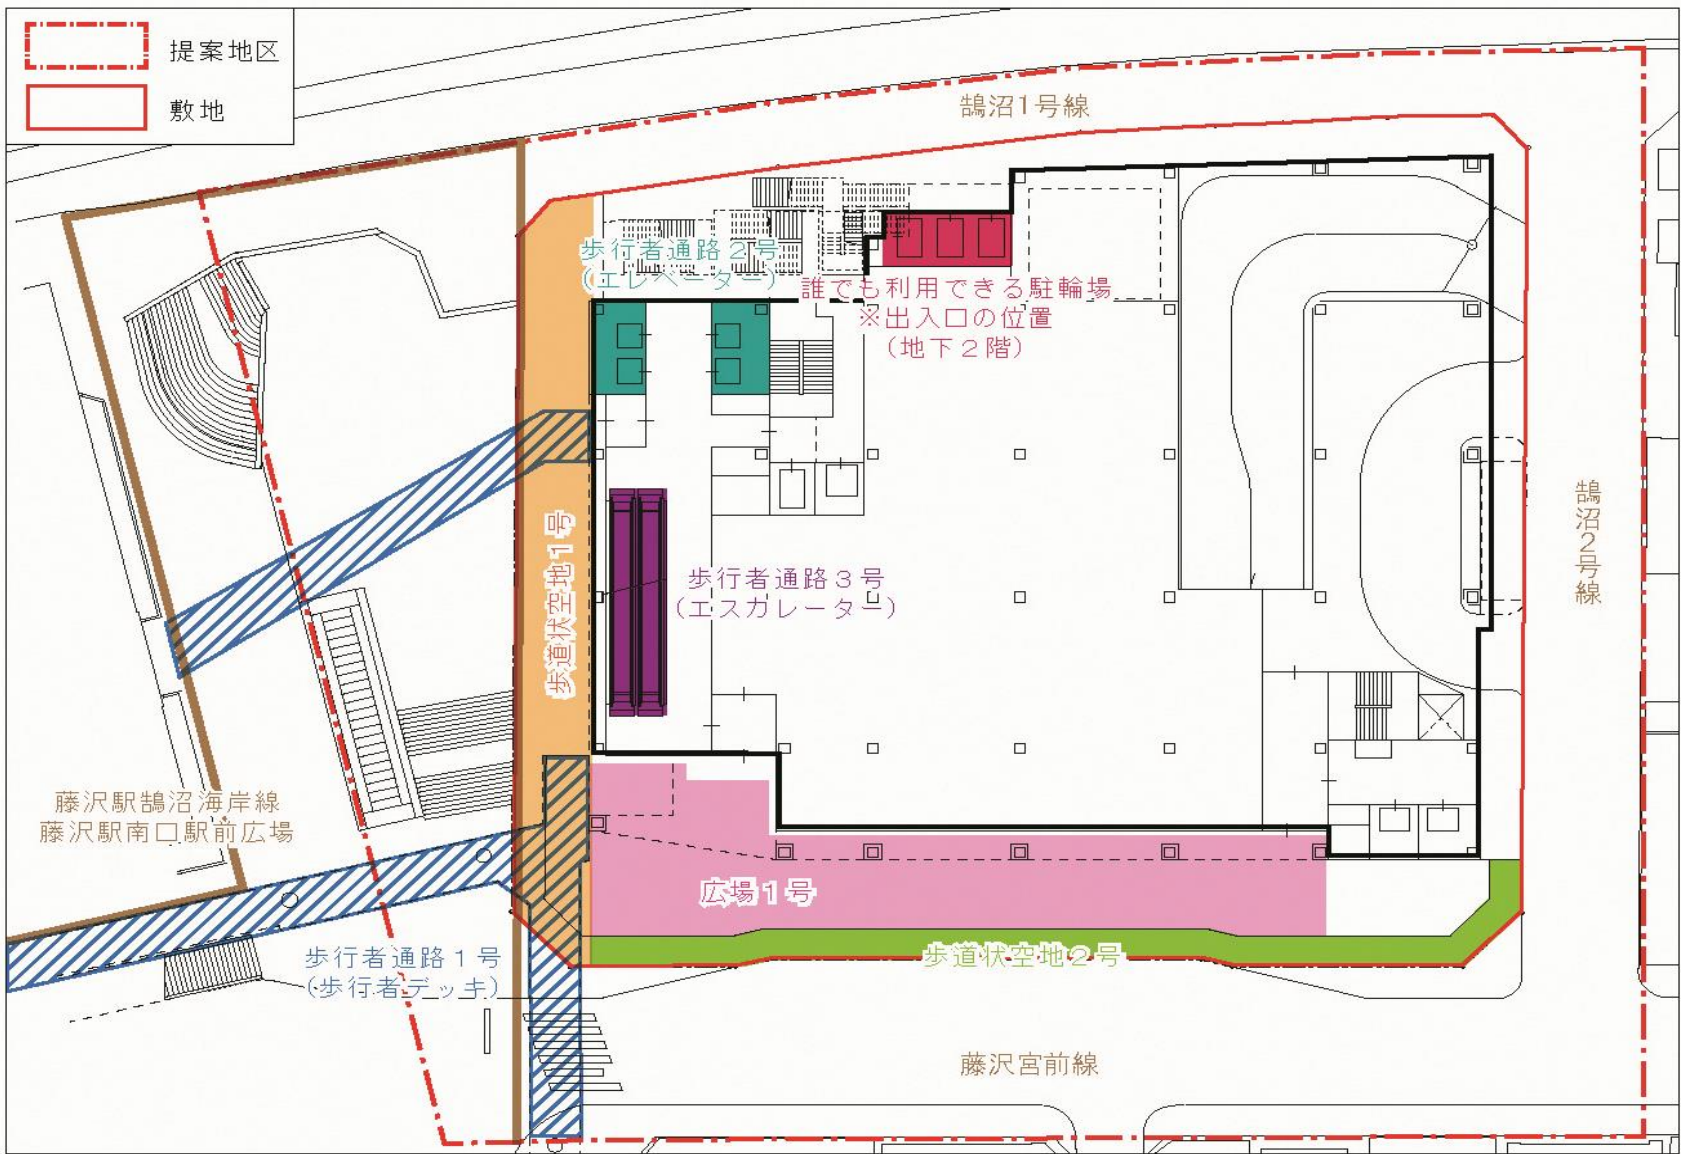 提案地区
敷地
鵠沼1号線
歩行者通路2号
(エレベーター)
誰でも利用できる駐輪場
※出入口の位置
(地下2階)
歩道状空地1号
歩行者通路3号
(エスカレーター)
鵠沼2号線
藤沢駅鵠沼海岸線
藤沢駅南口駅前広場
広場1号
歩行者通路1号
(歩行者デッキ)
歩道状空地2号
藤沢宮前線